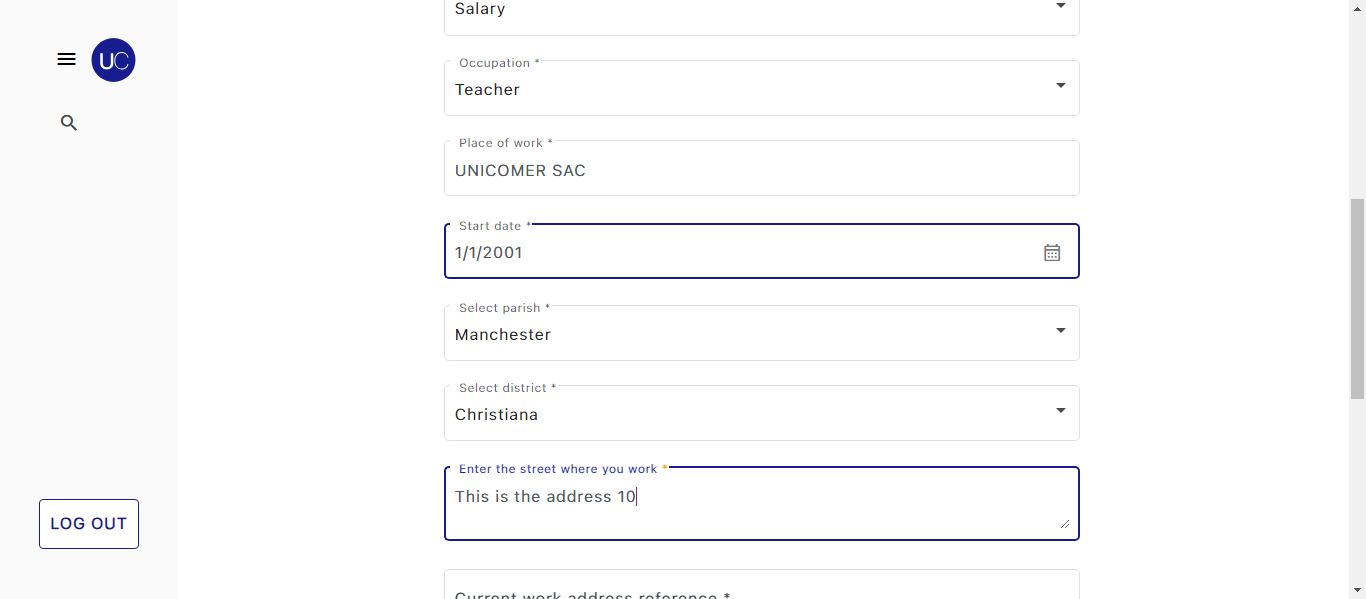 UC
LOG OUT
Salary
Occupation *
Teacher
Place of work *
UNICOMER SAC
Start date *
1/1/2001
Select parish *
Manchester
Select district *
Christiana
Enter the street where you work *
This is the address 10
Current work address reference *